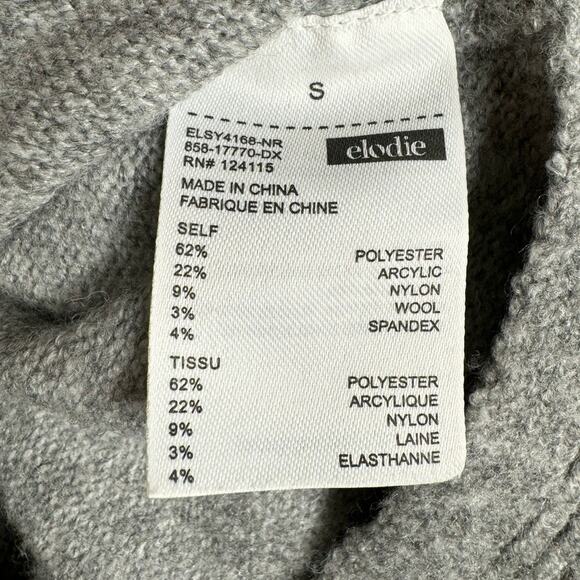 S
ELSY4168-NR
858-17770-DX
RN# 124115
elodie
MADE IN CHINA
FABRIQUE EN CHINE
SELF
62% POLYESTER
22% ARCYLIC
9% NYLON
3% WOOL
4% SPANDEX
TISSU
62% POLYESTER
22% ARCYLIQUE
9% NYLON
3% LAINE
4% ELASTHANNE